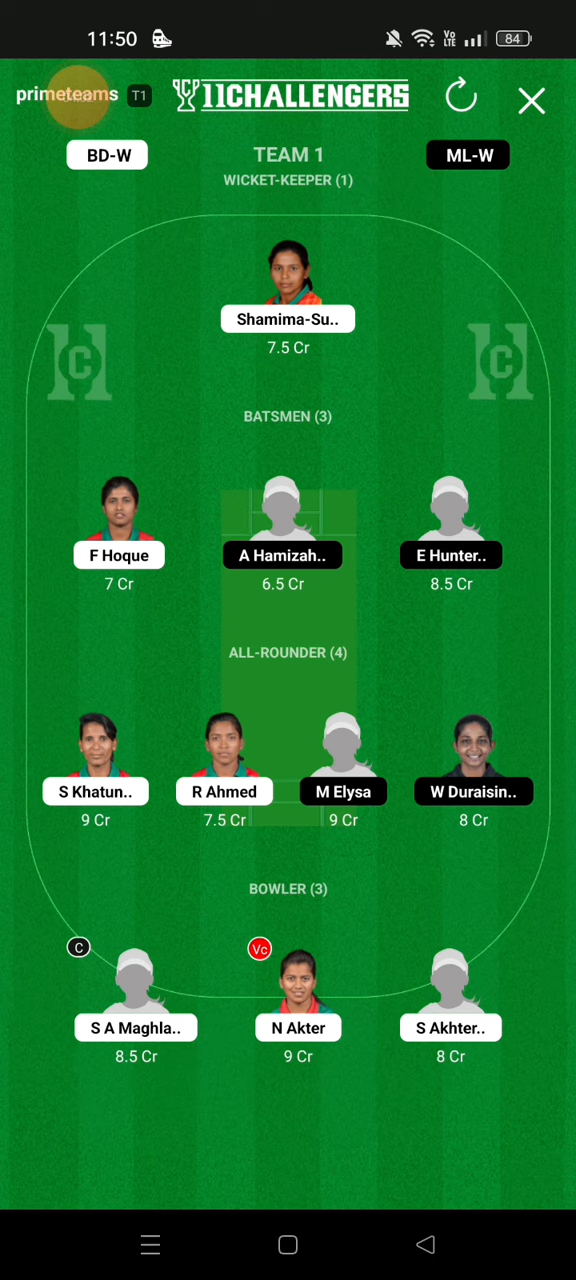 11:50 Vo LTE 84
primeteams T1 11CHALLENGERS
BD-W TEAM 1 ML-W
WICKET-KEEPER (1)
Shamima-Su..
7.5 Cr
C C
BATSMEN (3)
F Hoque A Hamizah.. E Hunter..
7 Cr 6.5 Cr 8.5 Cr
ALL-ROUNDER (4)
S Khatun.. R Ahmed M Elysa W Duraisin..
9 Cr 7.5 Cr 9 Cr 8 Cr
BOWLER (3)
C Vc
S A Maghla.. N Akter S Akhter..
8.5 Cr 9 Cr 8 Cr